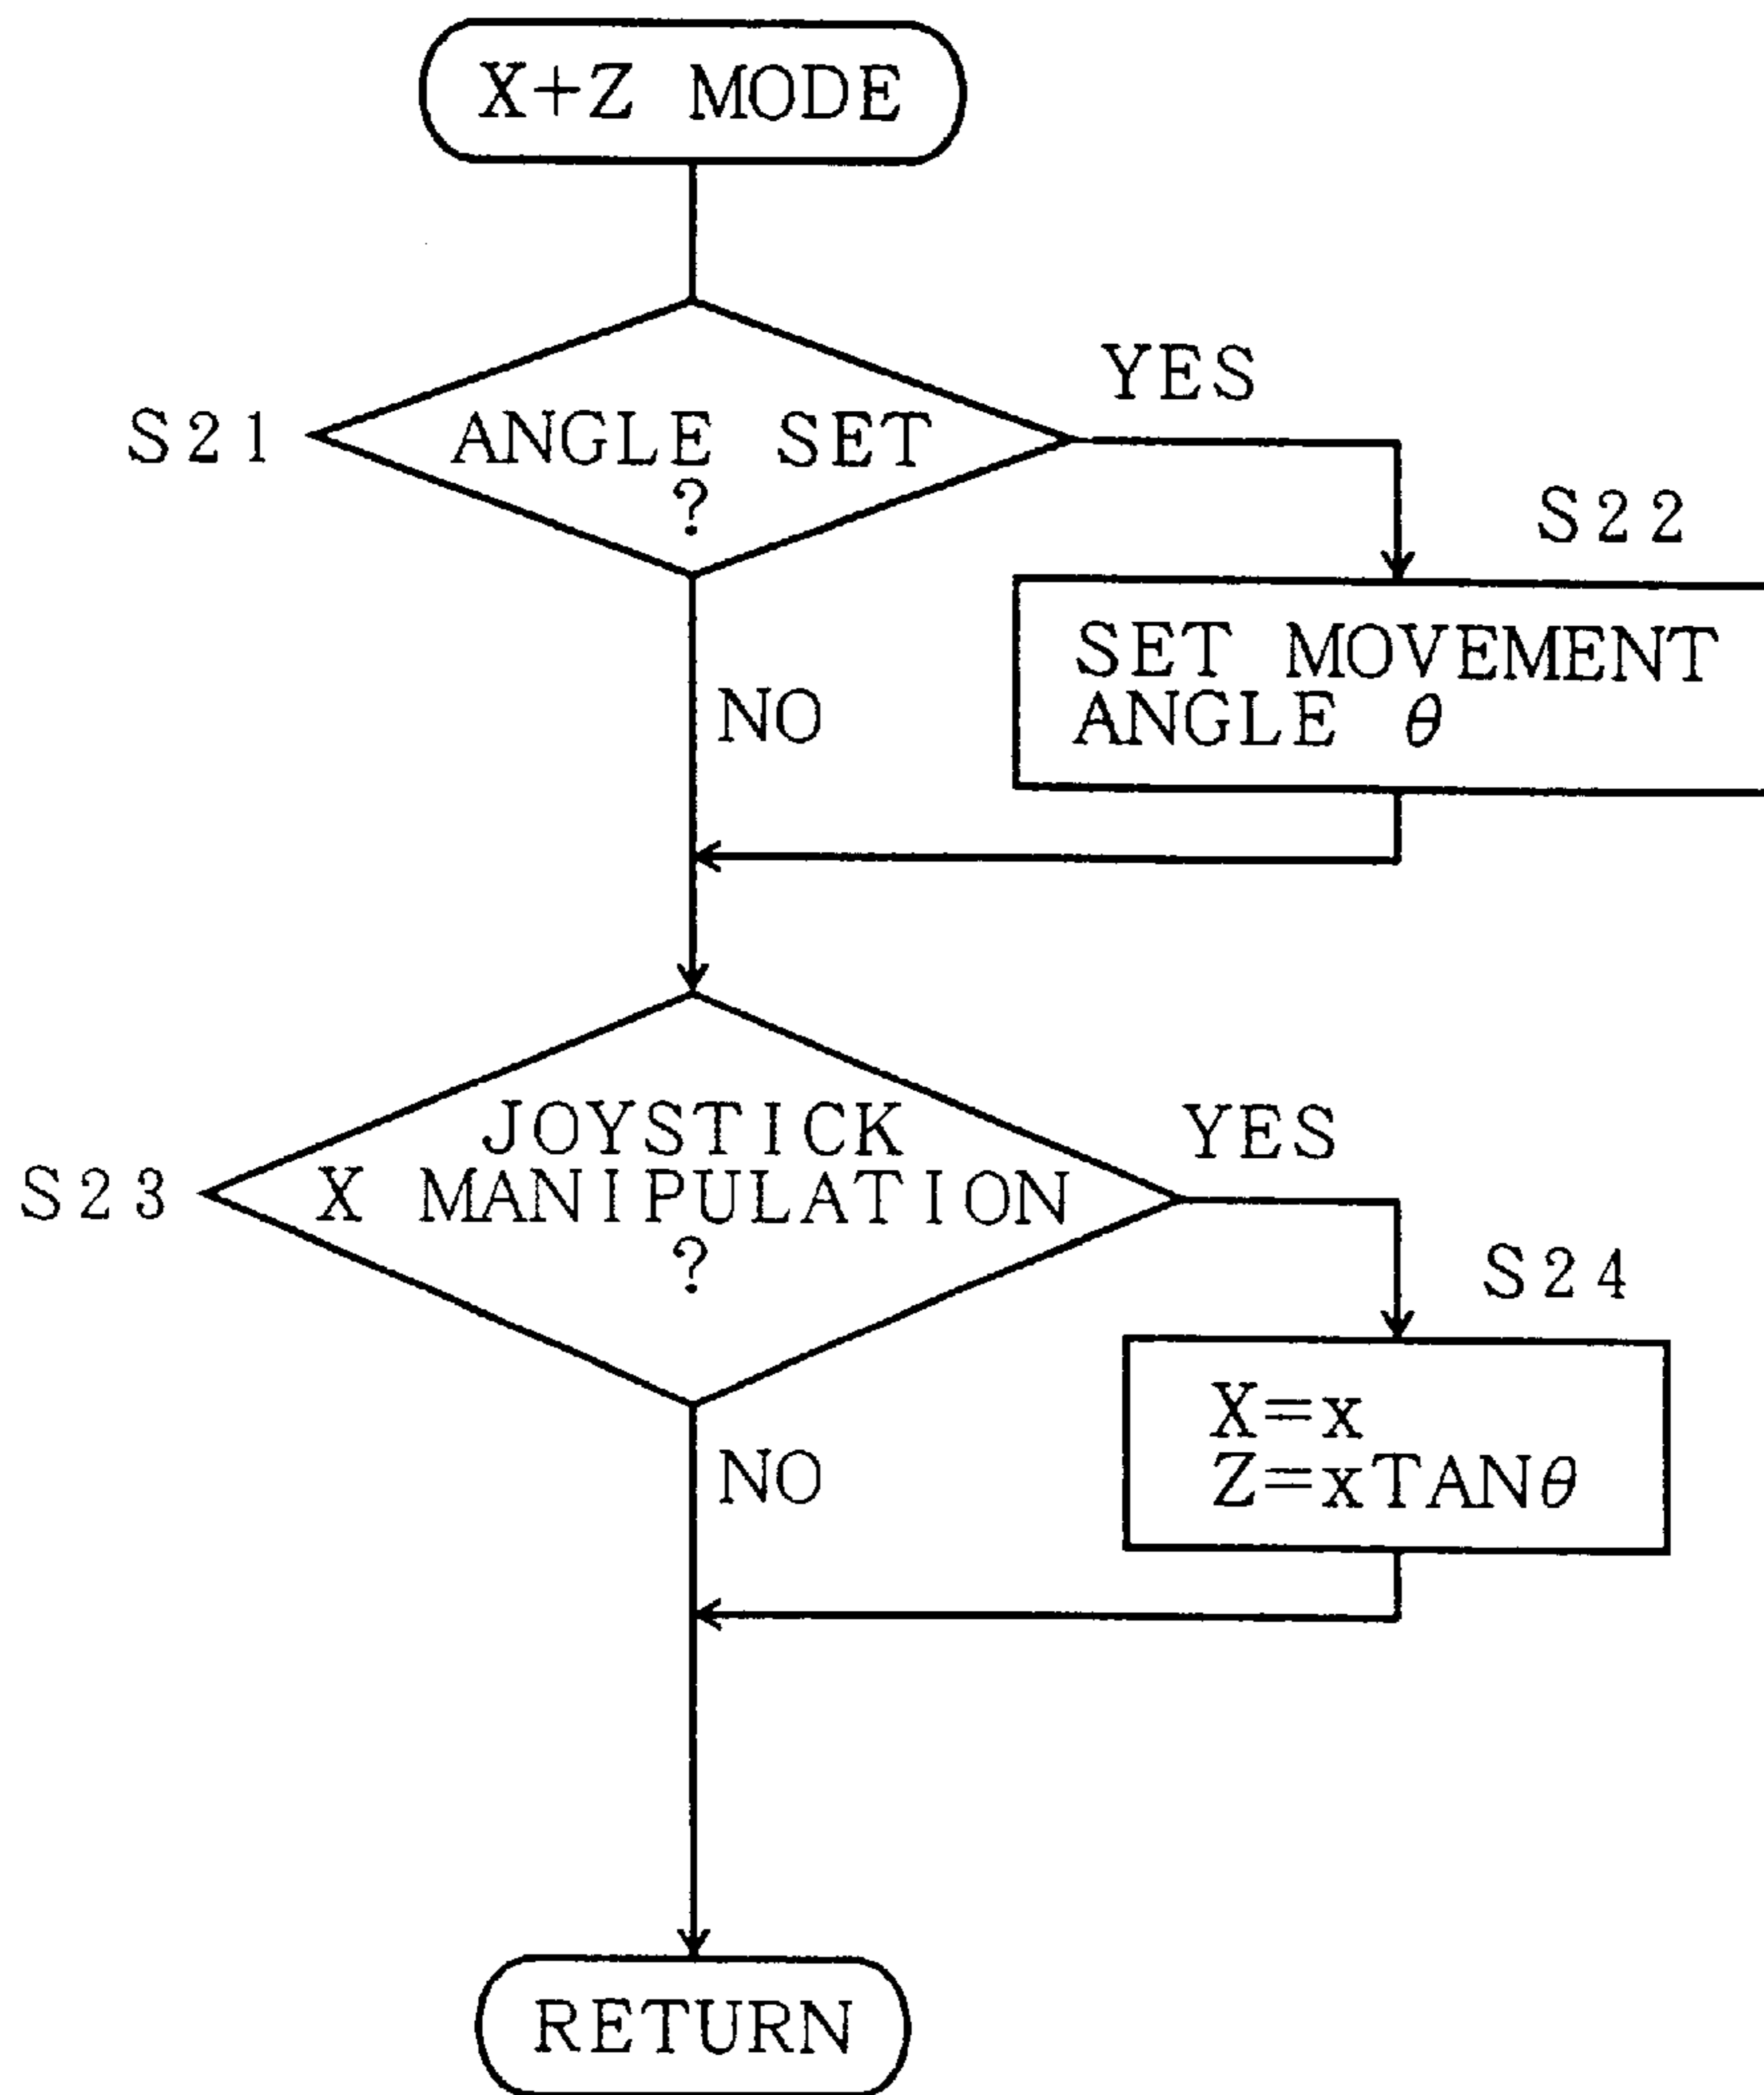 X+Z MODE
YES
S21
ANGLE SET
?
S22
SET MOVEMENT
ANGLE θ
NO
JOYSTICK
YES
S23
X MANIPULATION
?
S24
X=x
Z=xTANθ
NO
RETURN